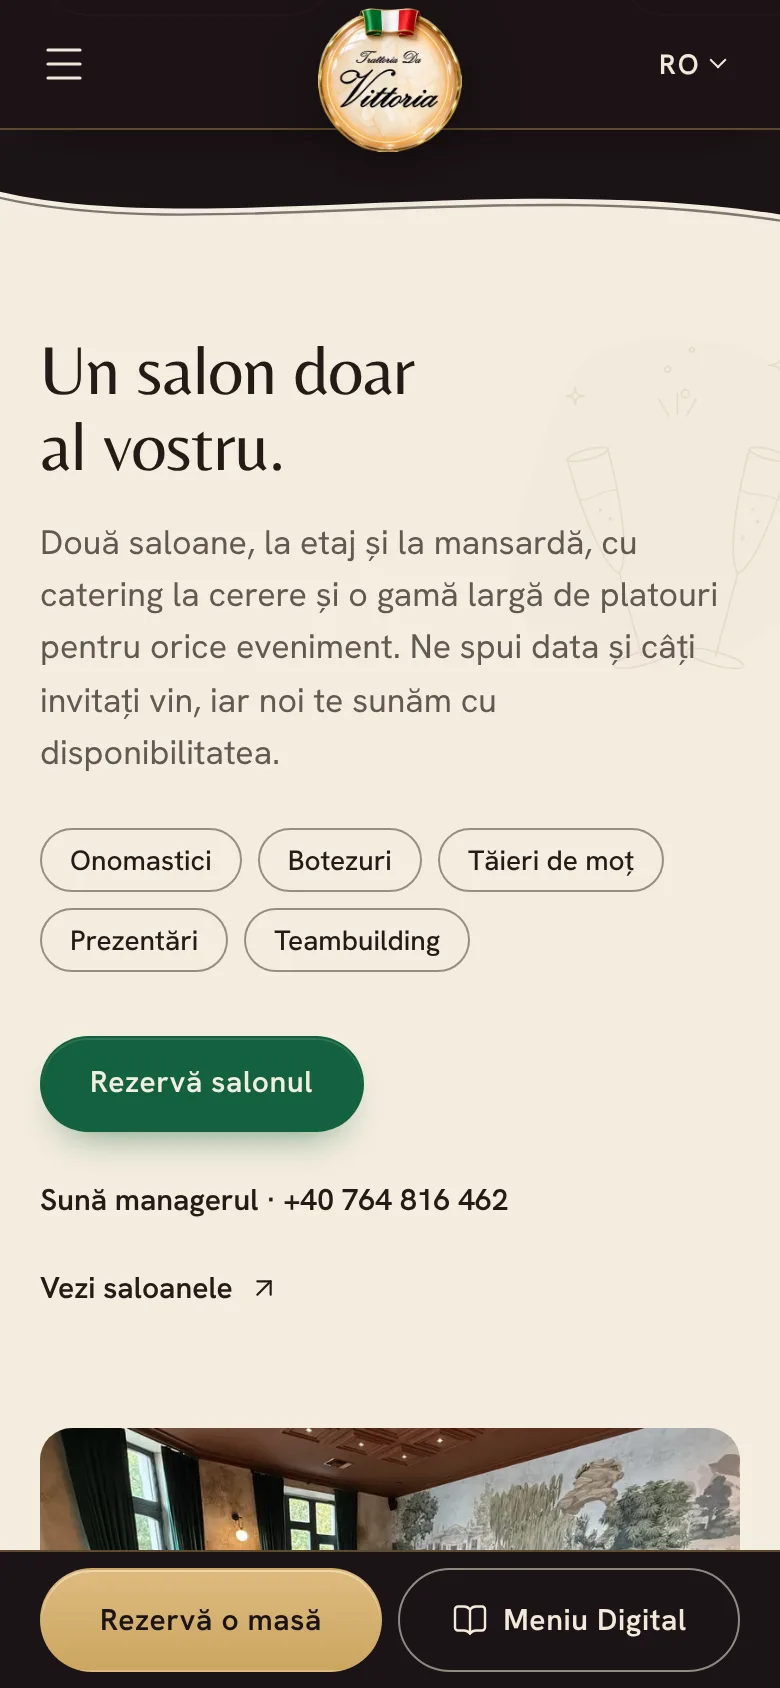 Trattoria Da
Vittoria
RO
Un salon doar
al vostru.
Două saloane, la etaj și la mansardă, cu
catering la cerere și o gamă largă de platouri
pentru orice eveniment. Ne spui data și câți
invitați vin, iar noi te sunăm cu
disponibilitatea.
Onomastici
Botezuri
Tăieri de moț
Prezentări
Teambuilding
Rezervă salonul
Sună managerul · +40 764 816 462
Vezi saloanele
Rezervă o masă
Meniu Digital